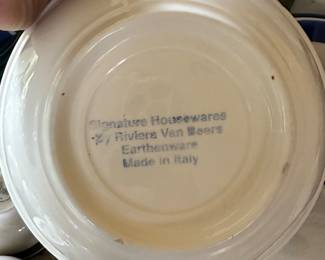 Signature Housewares
By Riviera Van Beers
Earthenware
Made in Italy